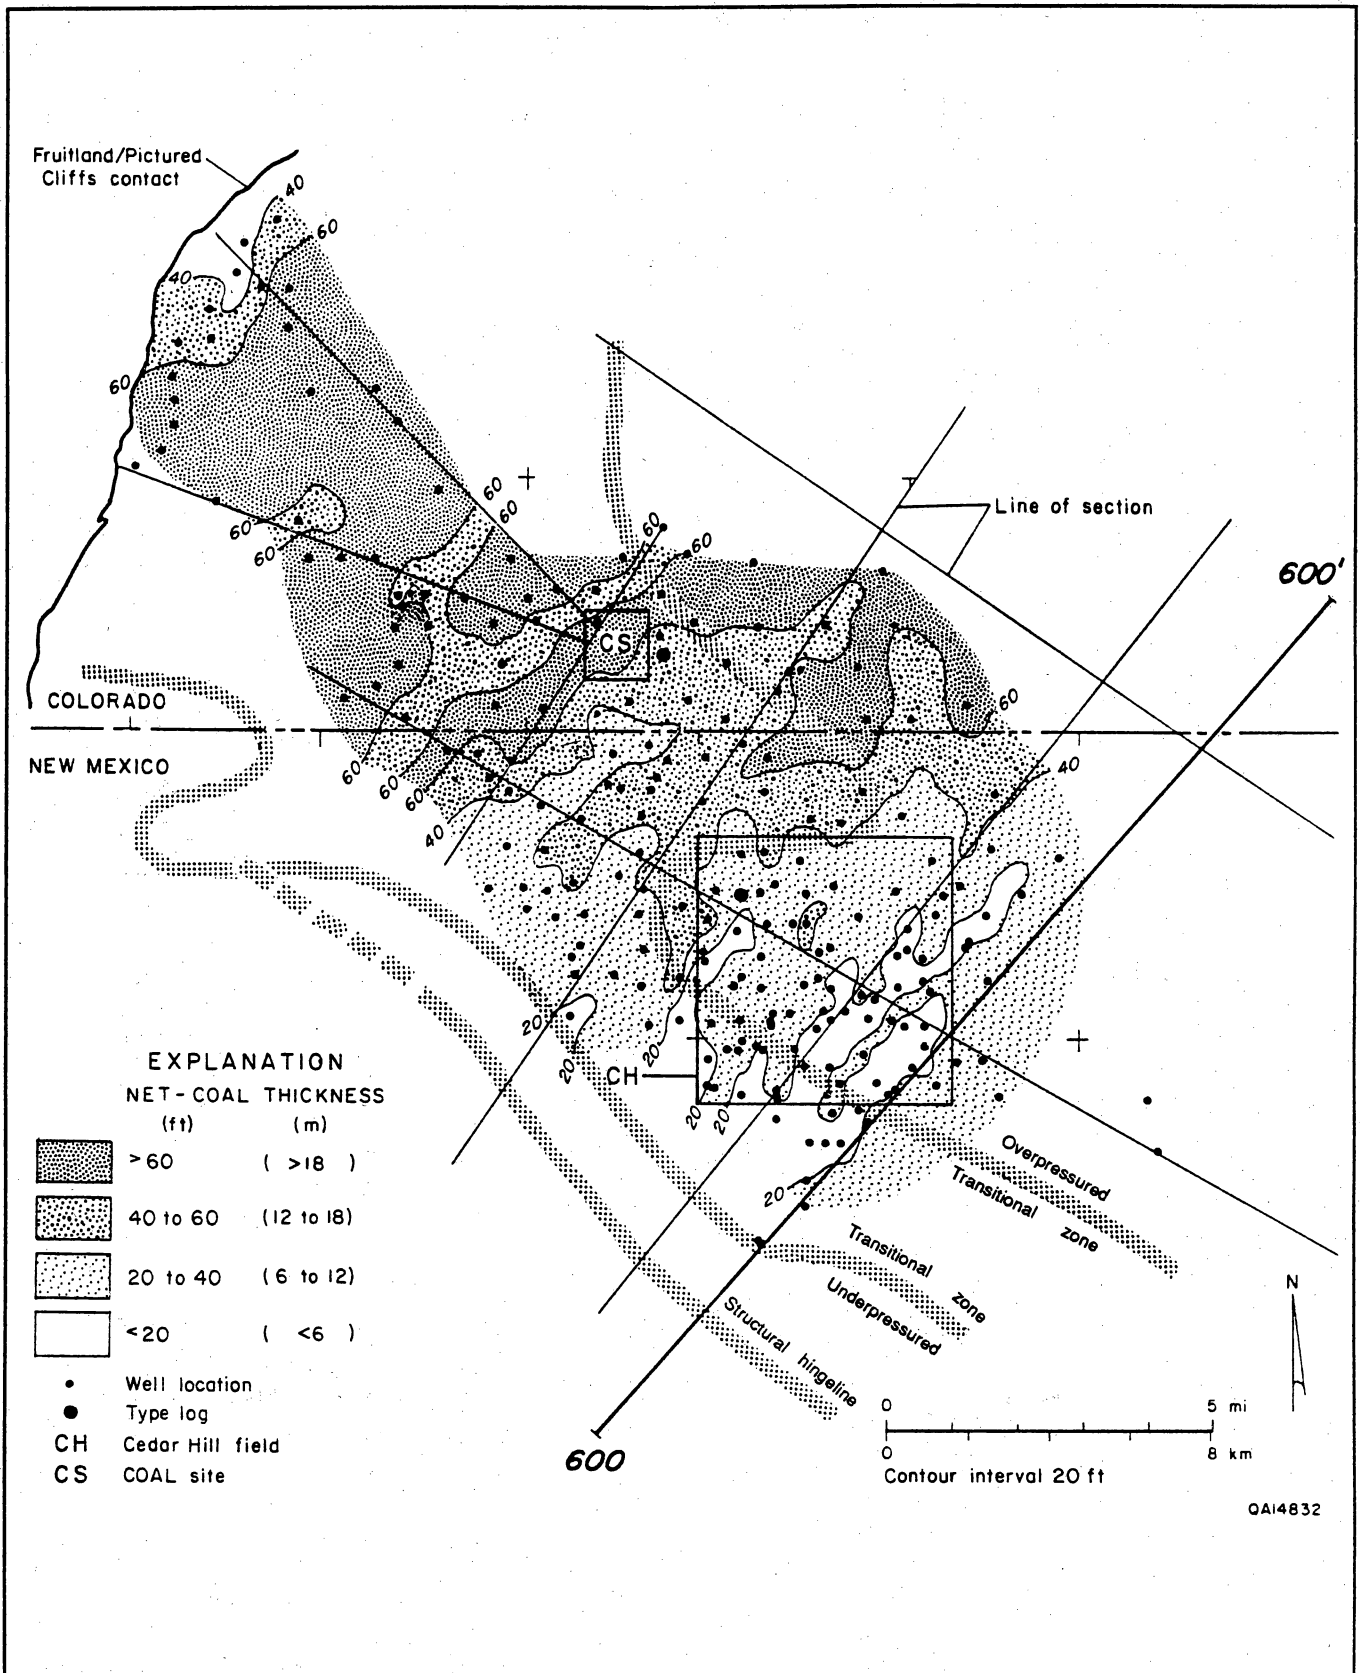 Fruitland/Pictured
Cliffs contact
40
60
40
60
60
60
60
60
60
60
Line of section
600'
CS
COLORADO
NEW MEXICO
60
60
60
60
40
40
20
20
20
CH
20
20
20
EXPLANATION
NET-COAL THICKNESS
(ft) (m)
>60 ( >18 )
40 to 60 (12 to 18)
20 to 40 ( 6 to 12)
<20 ( <6 )
Well location
Type log
CH Cedar Hill field
CS COAL site
Overpressured
Transitional zone
Transitional zone
Underpressured
Structural hingeline
600
N
0 5 mi
0 8 km
Contour interval 20 ft
QA14832